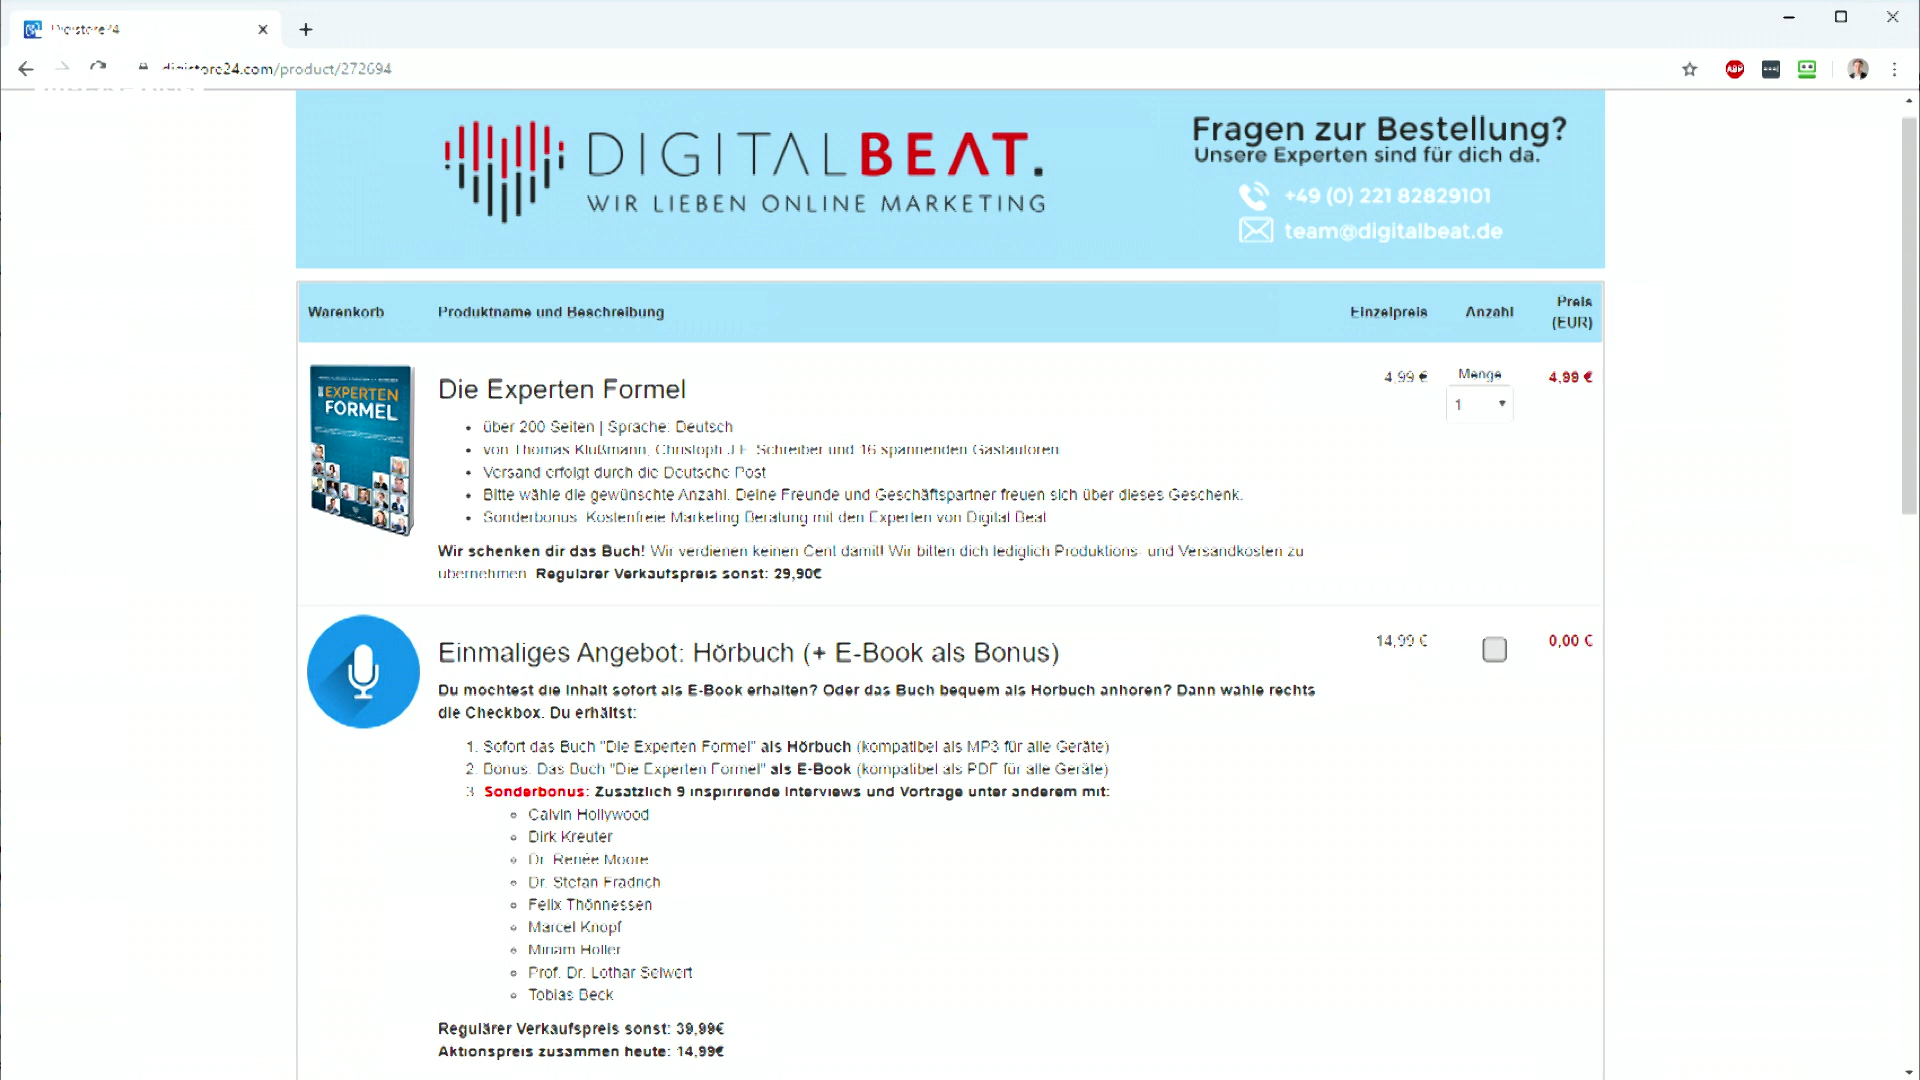 Digistore24
digistore24.com/product/272694
ABP
DIGITALBEAT.
WIR LIEBEN ONLINE MARKETING
Fragen zur Bestellung?
Unsere Experten sind für dich da.
+49 (0) 221 82829101
team@digitalbeat.de
Warenkorb Produktname und Beschreibung Einzelpreis Anzahl Preis (EUR)
DIE EXPERTEN FORMEL
Die Experten Formel
4,99 € Menge 4,99 €
1
• über 200 Seiten | Sprache: Deutsch
• von Thomas Klußmann, Christoph J.F. Schreiber und 16 spannenden Gastautoren
• Versand erfolgt durch die Deutsche Post
• Bitte wähle die gewünschte Anzahl. Deine Freunde und Geschäftspartner freuen sich über dieses Geschenk.
• Sonderbonus: Kostenfreie Marketing Beratung mit den Experten von Digital Beat
Wir schenken dir das Buch! Wir verdienen keinen Cent damit! Wir bitten dich lediglich Produktions- und Versandkosten zu
übernehmen. Regulärer Verkaufspreis sonst: 29,90€
Einmaliges Angebot: Hörbuch (+ E-Book als Bonus)
14,99 € 0,00 €
Du möchtest die Inhalt sofort als E-Book erhalten? Oder das Buch bequem als Hörbuch anhören? Dann wähle rechts
die Checkbox. Du erhältst:
1. Sofort das Buch "Die Experten Formel" als Hörbuch (kompatibel als MP3 für alle Geräte)
2. Bonus: Das Buch "Die Experten Formel" als E-Book (kompatibel als PDF für alle Geräte)
3. Sonderbonus: Zusätzlich 9 inspirirende Interviews und Vorträge unter anderem mit:
◦ Calvin Hollywood
◦ Dirk Kreuter
◦ Dr. Renée Moore
◦ Dr. Stefan Frädrich
◦ Felix Thönnessen
◦ Marcel Knopf
◦ Miriam Höller
◦ Prof. Dr. Lothar Seiwert
◦ Tobias Beck
Regulärer Verkaufspreis sonst: 39,99€
Aktionspreis zusammen heute: 14,99€